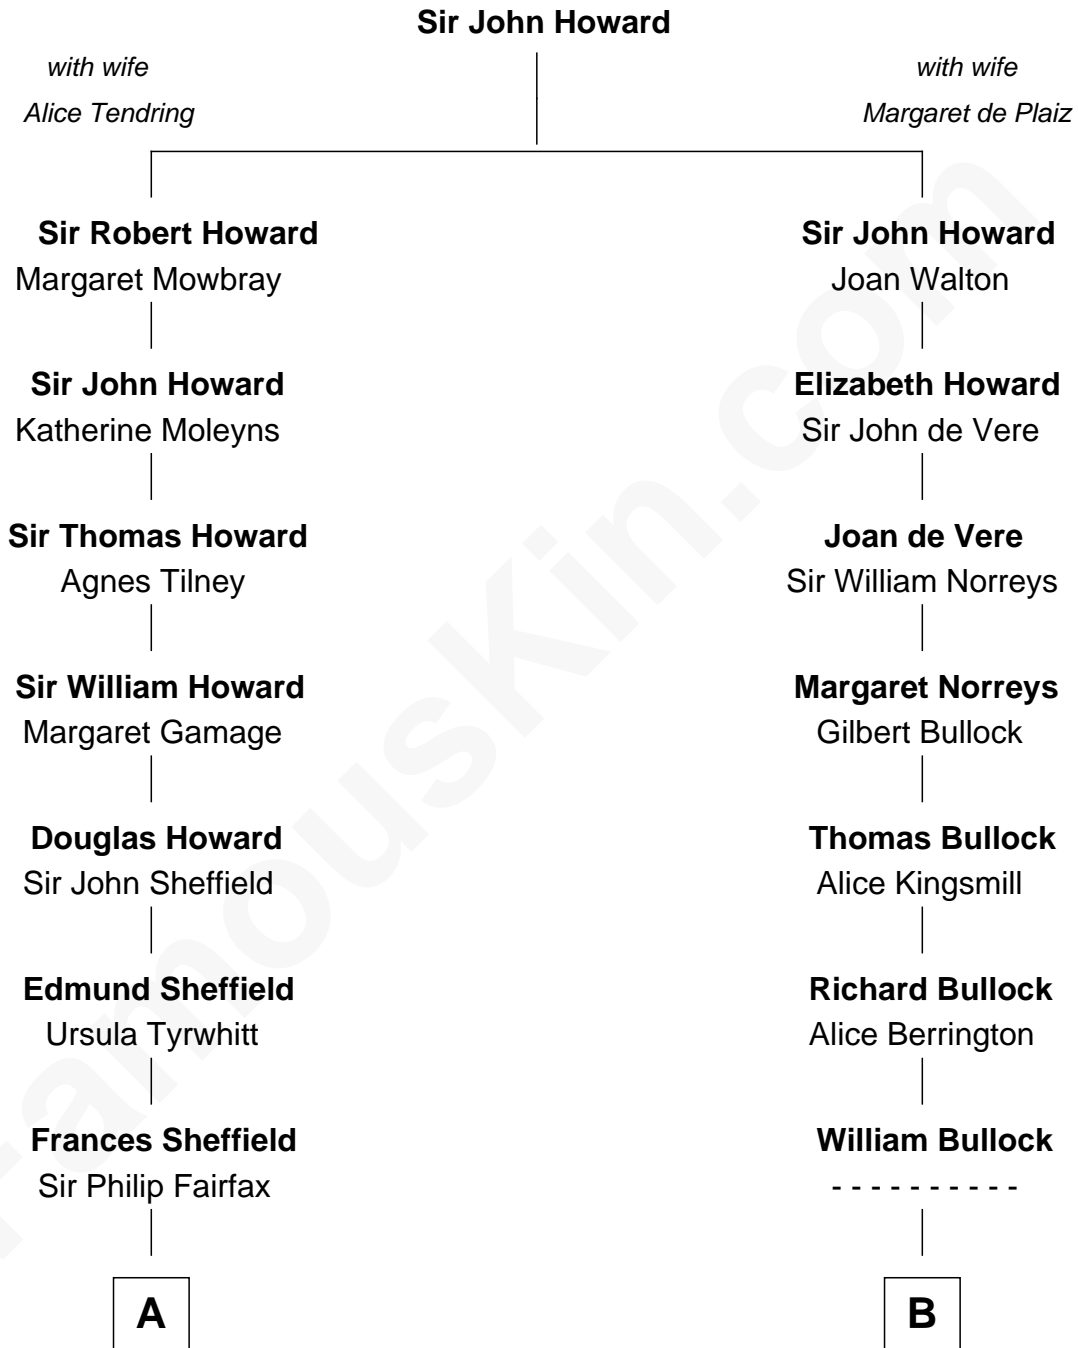 Sir John Howard
with wife
Alice Tendring
with wife
Margaret de Plaiz
Sir Robert Howard
Margaret Mowbray
Sir John Howard
Joan Walton
Sir John Howard
Katherine Moleyns
Elizabeth Howard
Sir John de Vere
Sir Thomas Howard
Agnes Tilney
Joan de Vere
Sir William Norreys
Sir William Howard
Margaret Gamage
Margaret Norreys
Gilbert Bullock
Douglas Howard
Sir John Sheffield
Thomas Bullock
Alice Kingsmill
Edmund Sheffield
Ursula Tyrwhitt
Richard Bullock
Alice Berrington
Frances Sheffield
Sir Philip Fairfax
William Bullock
- - - - - - - - - -
A
B
FamousKin.com